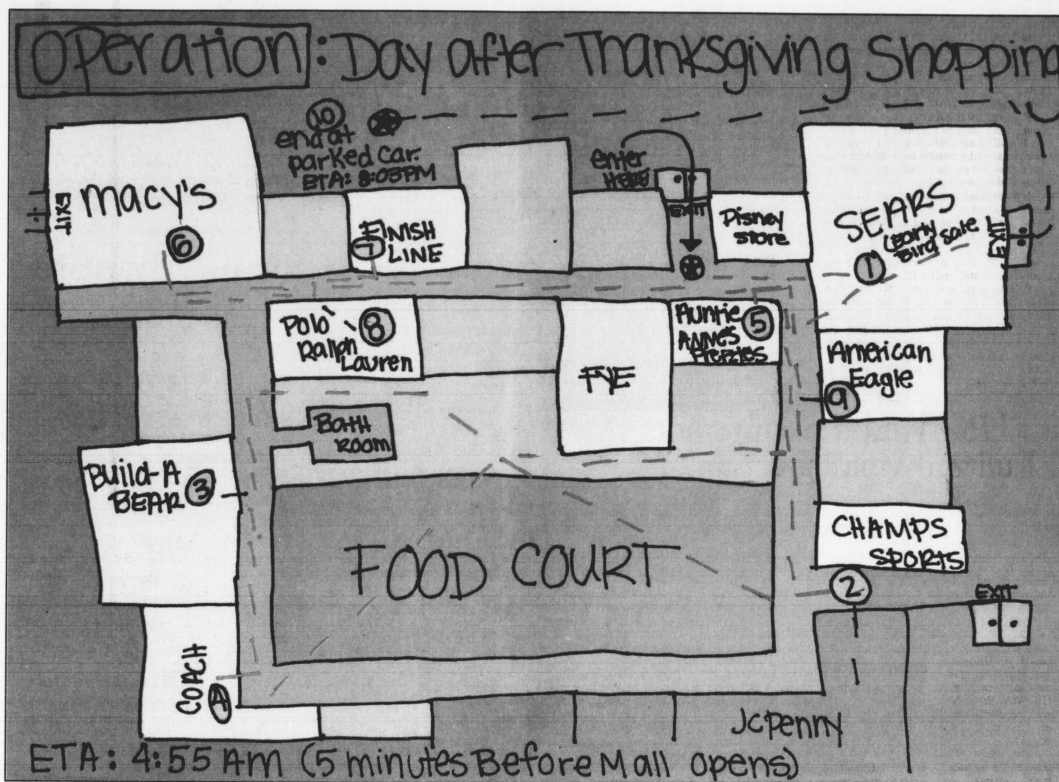 Operation: Day after Thanksgiving Shopping
10
end at
parked car.
ETA: 8:05PM
enter
HERE
EXIT
macy's
6
EXIT
FINISH
LINE
7
Disney
store
SEARS
(Early
Bird Sale
1
EXIT
Polo
Ralph
Lauren
8
FYE
Auntie
ANNE'S
Pretzles
5
American
Eagle
9
Bath
Room
Build-A
BEAR
3
FOOD COURT
CHAMPS
SPORTS
2
EXIT
COACH
4
JCpenny
ETA: 4:55 Am (5 minutes Before Mall opens)